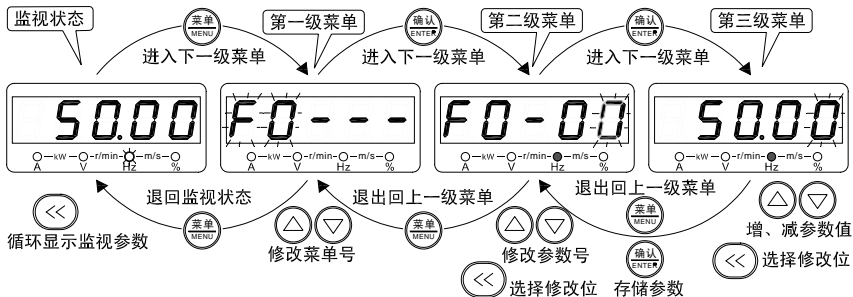 监视状态
菜单
MENU
第一级菜单
确认
ENTER
第二级菜单
确认
ENTER
第三级菜单
进入下一级菜单
进入下一级菜单
进入下一级菜单
50.00
F0---
F0-00
50.00
A kW V r/min Hz m/s %
A kW V r/min Hz m/s %
A kW V r/min Hz m/s %
A kW V r/min Hz m/s %
退回监视状态
退出回上一级菜单
退出回上一级菜单
菜单
MENU
菜单
MENU
菜单
MENU
循环显示监视参数
修改菜单号
修改参数号
增、减参数值
确认
ENTER
选择修改位
存储参数
选择修改位